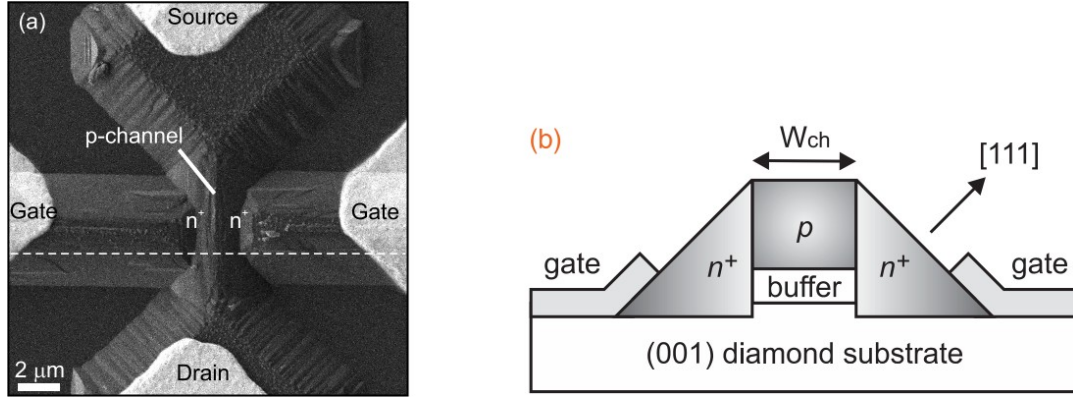 (a)
Source
p-channel
Gate
n+
n+
Gate
2 μm
Drain
(b)
Wch
[111]
p
gate
n+
n+
gate
buffer
(001) diamond substrate